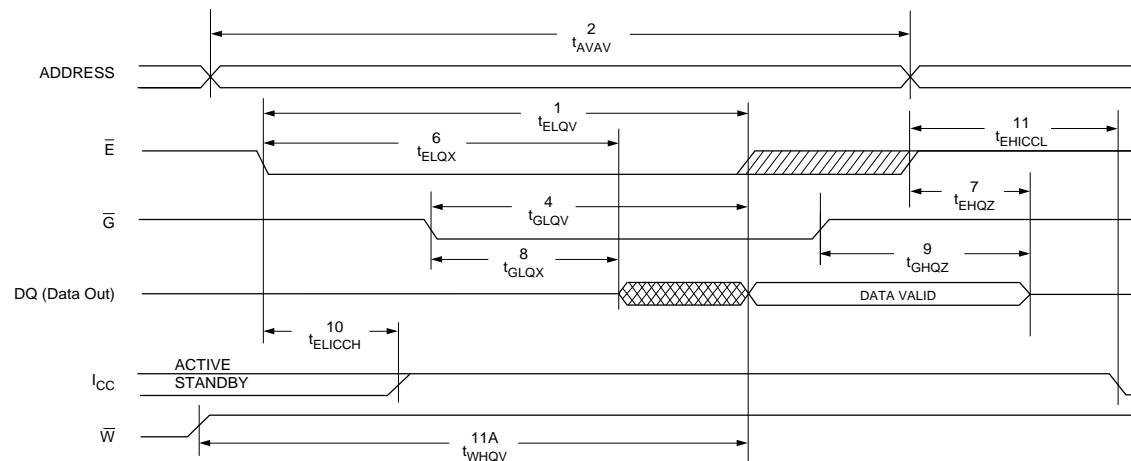 2
tAVAV
ADDRESS
1
tELQV
11
tEHICCL
6
tELQX
E̅
7
tEHQZ
4
tGLQV
G̅
9
tGHQZ
8
tGLQX
DQ (Data Out)
DATA VALID
10
tELICCH
ACTIVE
ICC
STANDBY
W̅
11A
tWHQV